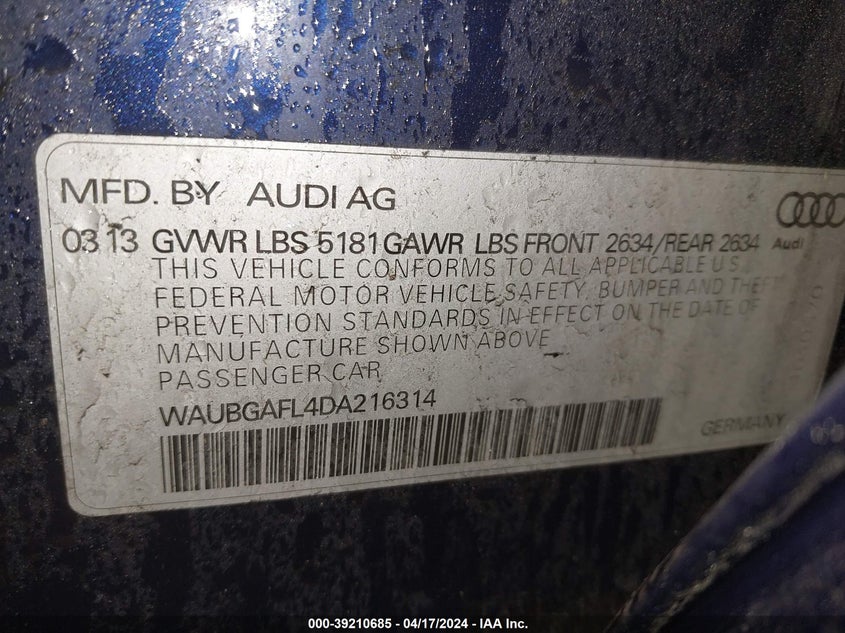 MFD. BY AUDI AG
03 13 GVWR LBS 5181 GAWR LBS FRONT 2634/REAR 2634
Audi
THIS VEHICLE CONFORMS TO ALL APPLICABLE U S
FEDERAL MOTOR VEHICLE SAFETY, BUMPER AND THEFT
PREVENTION STANDARDS IN EFFECT ON THE DATE OF
MANUFACTURE SHOWN ABOVE
PASSENGER CAR
WAUBGAFL4DA216314
GERMANY
000-39210685 - 04/17/2024 - IAA Inc.